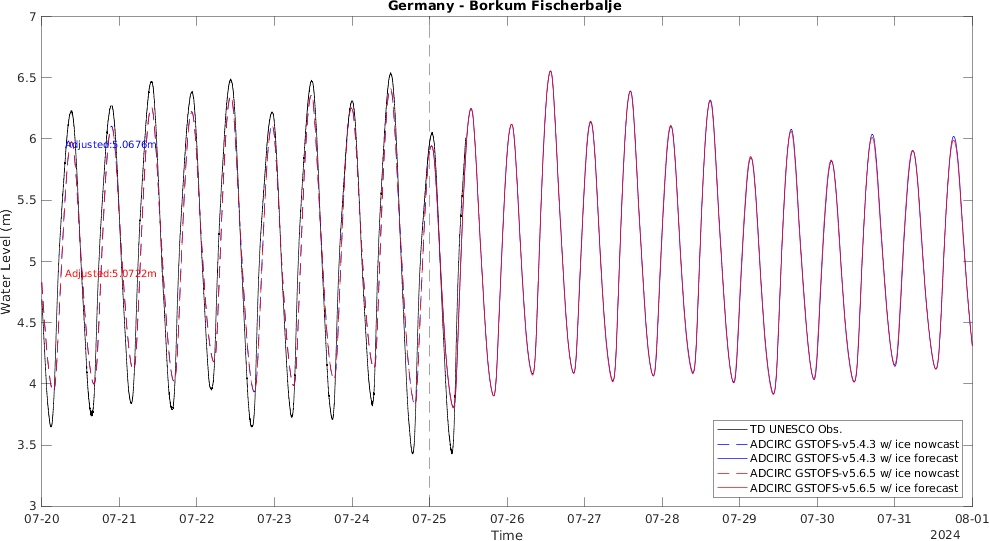 Germany - Borkum Fischerbalje
7
6.5
6
5.5
5
4.5
4
3.5
3
Water Level (m)
Adjusted:5.0676m
Adjusted:5.0722m
TD UNESCO Obs.
ADCIRC GSTOFS-v5.4.3 w/ ice nowcast
ADCIRC GSTOFS-v5.4.3 w/ ice forecast
ADCIRC GSTOFS-v5.6.5 w/ ice nowcast
ADCIRC GSTOFS-v5.6.5 w/ ice forecast
07-20 07-21 07-22 07-23 07-24 07-25 07-26 07-27 07-28 07-29 07-30 07-31 08-01
Time
2024